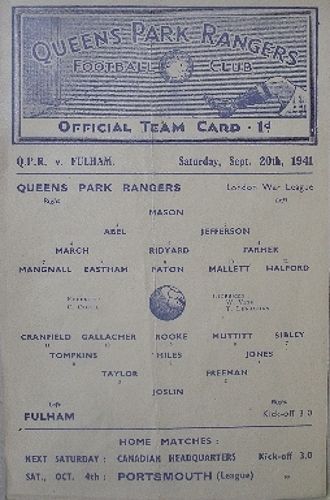 QUEENS PARK RANGERS
FOOTBALL CLUB
OFFICIAL TEAM CARD · 1d
Q.P.R. v. FULHAM. Saturday, Sept. 20th, 1941
QUEENS PARK RANGERS London War League
Right Left
MASON
ABEL JEFFERSON
MARCH RIDYARD FARMER
MANGNALL EASTHAM PATON MALLETT HALFORD
Referee: Linesmen
CRANFIELD GALLACHER ROOKE MUTTITT SIBLEY
TOMPKINS HILES JONES
TAYLOR FREEMAN
JOSLIN
Left Right
FULHAM Kick-off 3.0
HOME MATCHES :
NEXT SATURDAY : CANADIAN HEADQUARTERS Kick-off 3.0
SAT., OCT. 4th : PORTSMOUTH (League) "